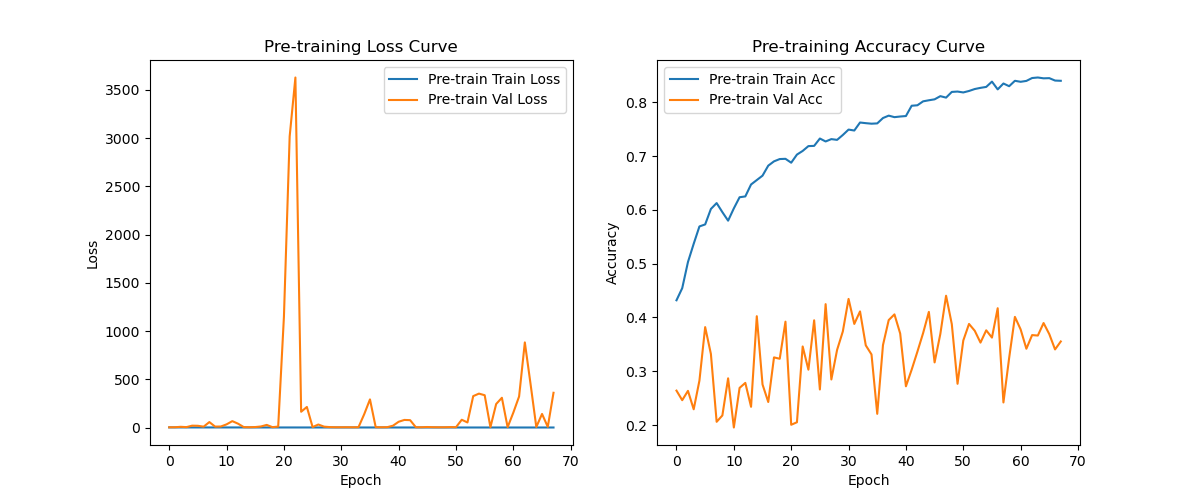 Pre-training Loss Curve
Pre-train Train Loss
Pre-train Val Loss
Loss
3500
3000
2500
2000
1500
1000
500
0
0 10 20 30 40 50 60 70
Epoch
Pre-training Accuracy Curve
Pre-train Train Acc
Pre-train Val Acc
Accuracy
0.8
0.7
0.6
0.5
0.4
0.3
0.2
0 10 20 30 40 50 60 70
Epoch